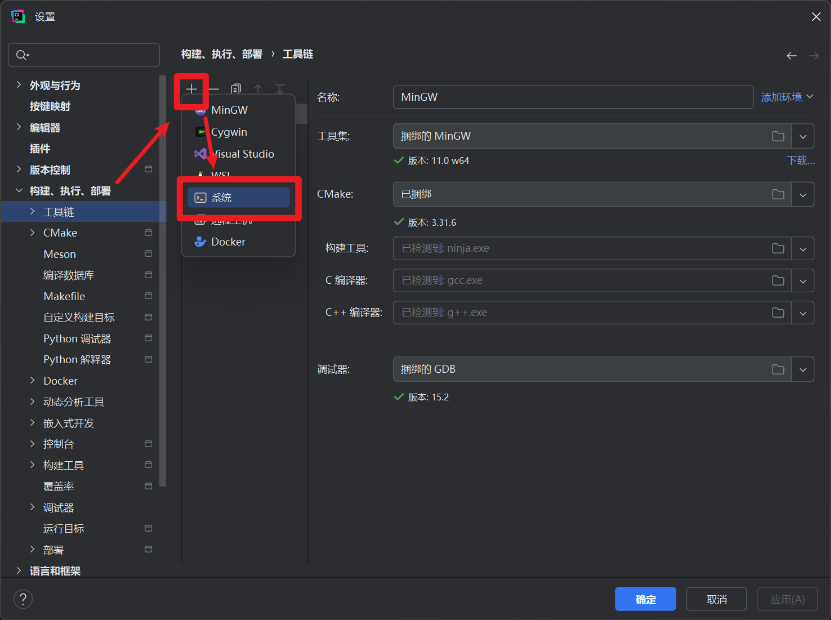 设置
外观与行为
按键映射
编辑器
插件
版本控制
构建、执行、部署
工具链
CMake
Meson
编译数据库
Makefile
自定义构建目标
Python 调试器
Python 解释器
Docker
动态分析工具
嵌入式开发
控制台
构建工具
覆盖率
调试器
运行目标
部署
语言和框架
构建、执行、部署 › 工具链
MinGW
Cygwin
Visual Studio
系统
Docker
名称: MinGW 添加环境
工具集: 捆绑的 MinGW
版本: 11.0 w64 下载...
CMake: 已捆绑
版本: 3.31.6
构建工具: 已检测到: ninja.exe
C 编译器: 已检测到: gcc.exe
C++ 编译器: 已检测到: g++.exe
调试器: 捆绑的 GDB
版本: 15.2
?
确定 取消 应用(A)